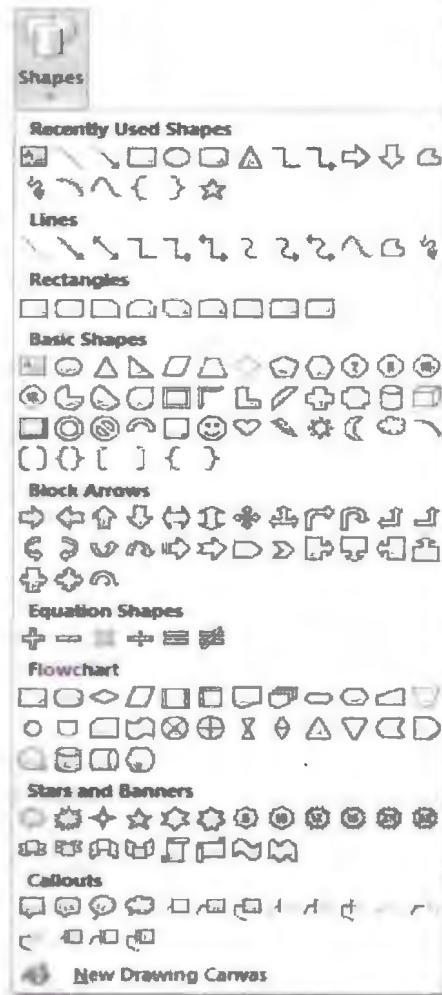 Shapes
Recently Used Shapes
Lines
Rectangles
Basic Shapes
Block Arrows
Equation Shapes
Flowchart
Stars and Banners
Callouts
New Drawing Canvas